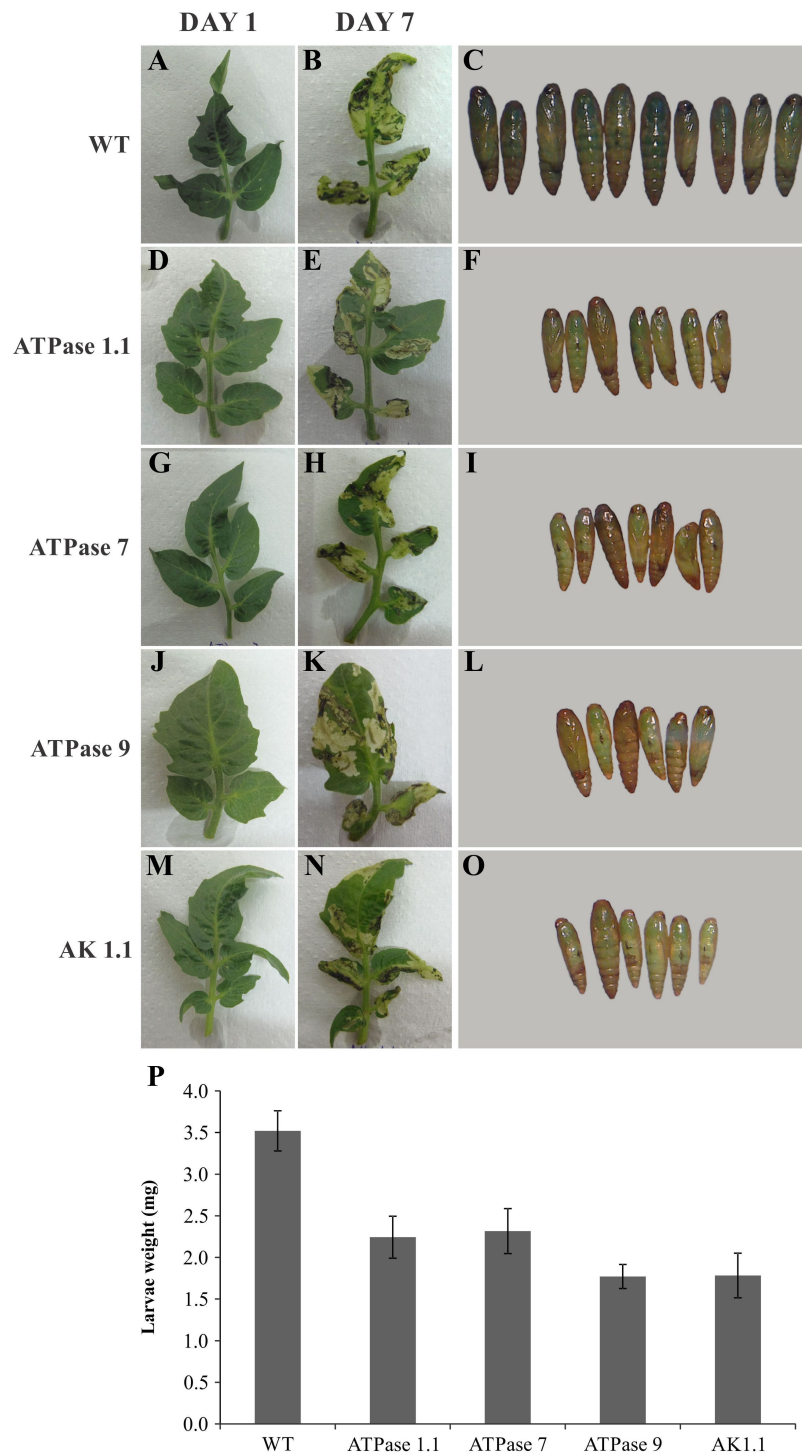 DAY 1 DAY 7
WT A B C
ATPase 1.1 D E F
ATPase 7 G H I
ATPase 9 J K L
AK 1.1 M N O
P
Larvae weight (mg)
4.0
3.5
3.0
2.5
2.0
1.5
1.0
0.5
0.0
WT ATPase 1.1 ATPase 7 ATPase 9 AK1.1